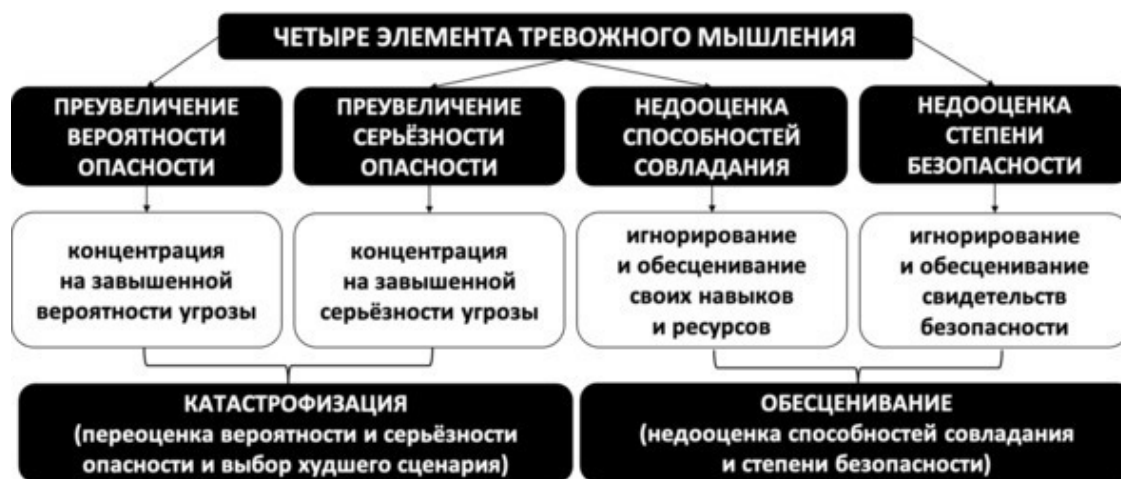 ЧЕТЫРЕ ЭЛЕМЕНТА ТРЕВОЖНОГО МЫШЛЕНИЯ
ПРЕУВЕЛИЧЕНИЕ
ВЕРОЯТНОСТИ
ОПАСНОСТИ
ПРЕУВЕЛИЧЕНИЕ
СЕРЬЁЗНОСТИ
ОПАСНОСТИ
НЕДООЦЕНКА
СПОСОБНОСТЕЙ
СОВЛАДАНИЯ
НЕДООЦЕНКА
СТЕПЕНИ
БЕЗОПАСНОСТИ
концентрация
на завышенной
вероятности угрозы
концентрация
на завышенной
серьёзности угрозы
игнорирование
и обесценивание
своих навыков
и ресурсов
игнорирование
и обесценивание
свидетельств
безопасности
КАТАСТРОФИЗАЦИЯ
(переоценка вероятности и серьёзности
опасности и выбор худшего сценария)
ОБЕСЦЕНИВАНИЕ
(недооценка способностей совладания
и степени безопасности)